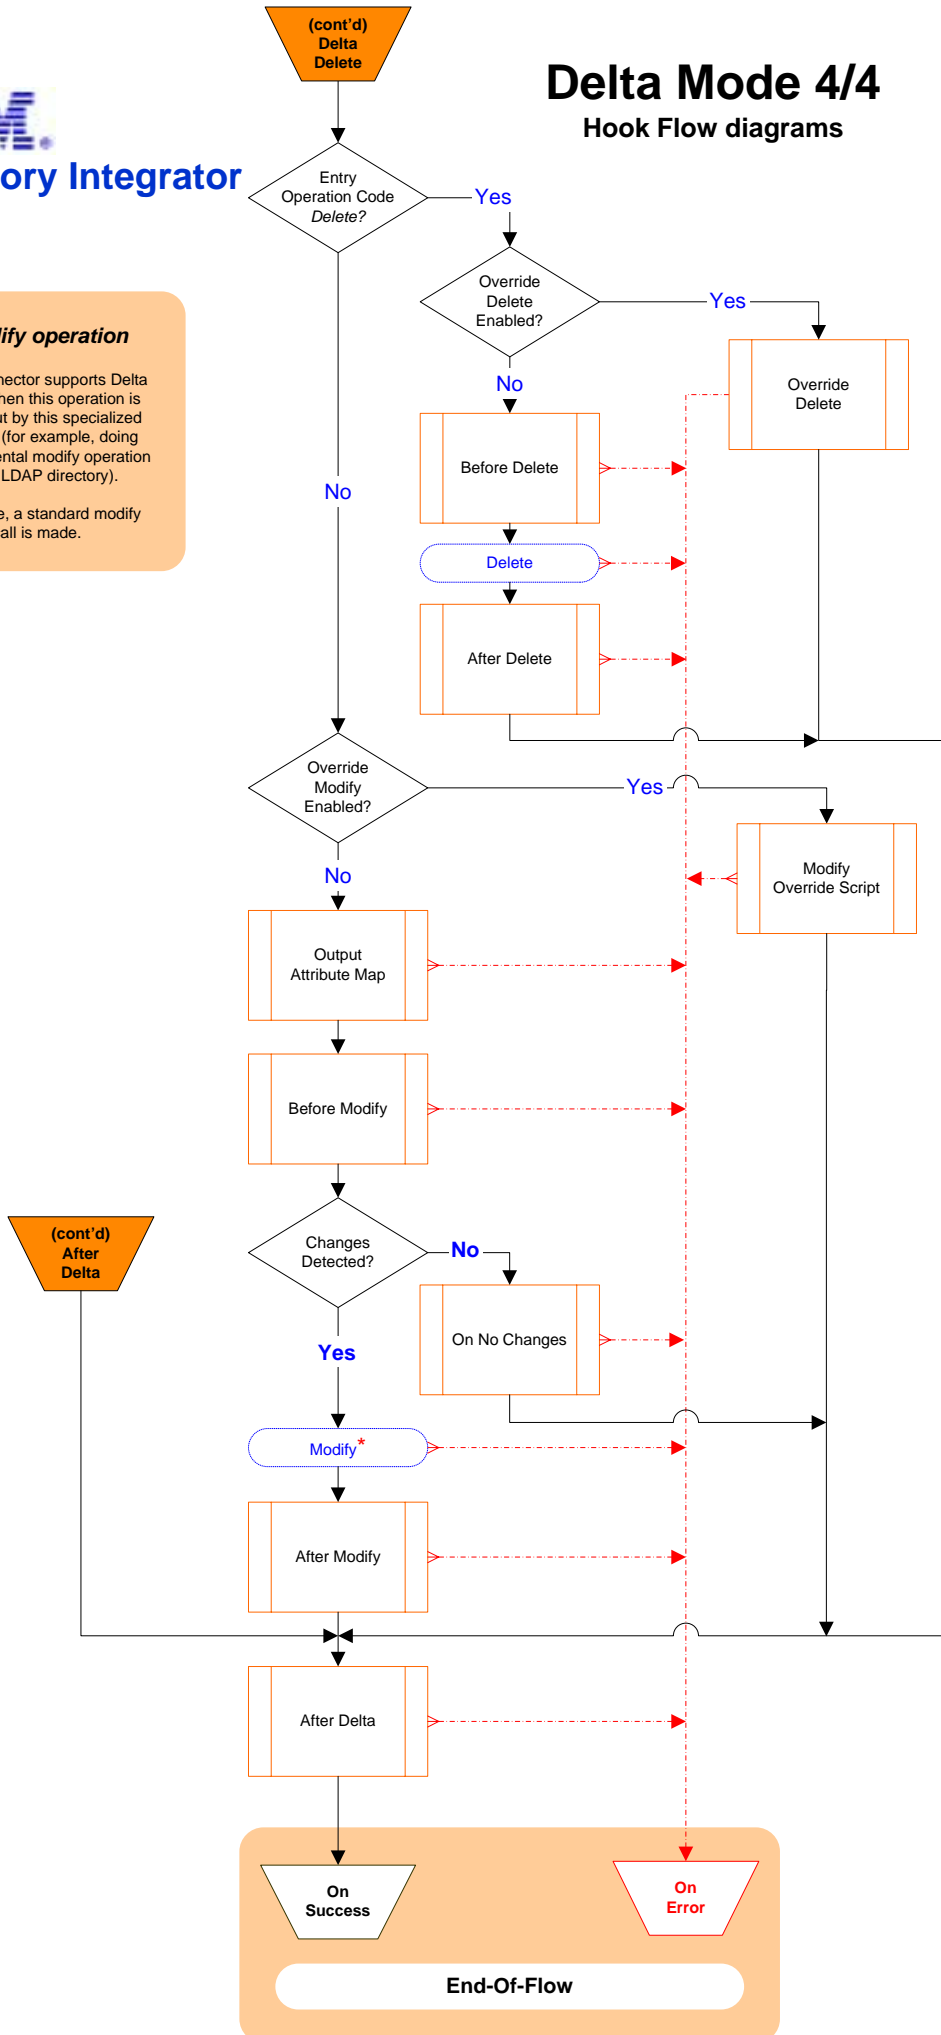 (cont'd)
Delta
Delete
Delta Mode 4/4
Hook Flow diagrams
M.
ory Integrator
Entry
Operation Code
Delete?
Yes
Override
Delete
Enabled?
Yes
ify operation
nector supports Delta
hen this operation is
ut by this specialized
(for example, doing
ental modify operation
LDAP directory).
e, a standard modify
all is made.
Override
Delete
No
Before Delete
No
Delete
After Delete
Override
Modify
Enabled?
Yes
Modify
Override Script
No
Output
Attribute Map
Before Modify
(cont'd)
After
Delta
Changes
Detected?
No
On No Changes
Yes
Modify*
After Modify
After Delta
On
Success
On
Error
End-Of-Flow